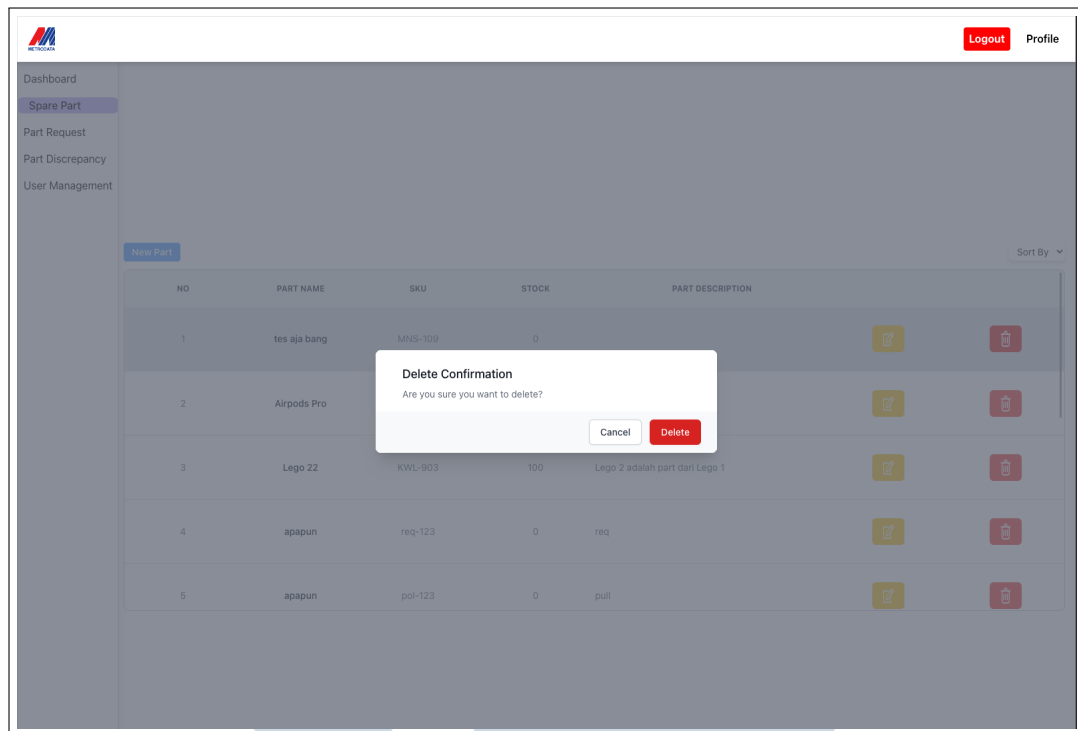 METRODATA
Logout Profile
Dashboard
Spare Part
Part Request
Part Discrepancy
User Management
New Part Sort By
NO PART NAME SKU STOCK PART DESCRIPTION
1 tes aja bang MNS-109 0
Delete Confirmation
Are you sure you want to delete?
2 Airpods Pro
Cancel Delete
3 Lego 22 KWL-903 100 Lego 2 adalah part dari Lego 1
4 apapun req-123 0 req
5 apapun pol-123 0 pull